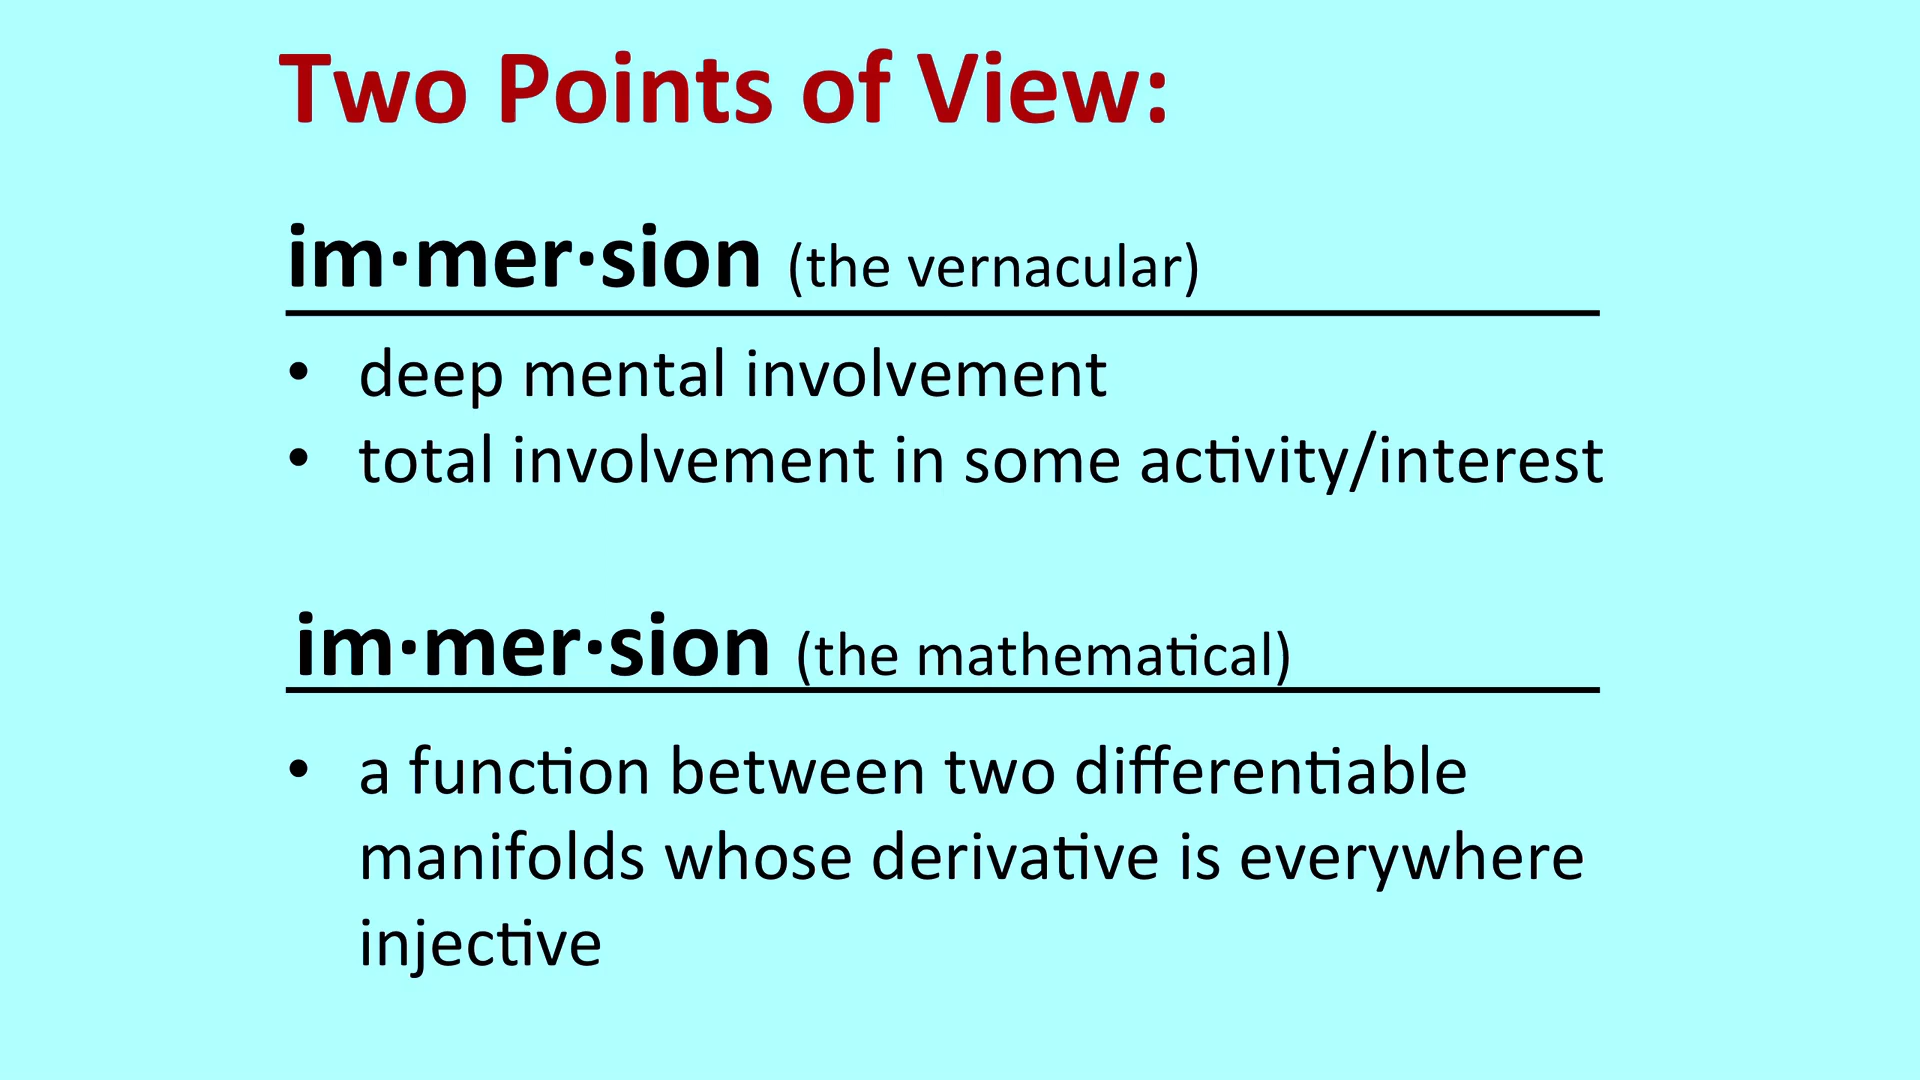 Two Points of View:
im·mer·sion (the vernacular)
• deep mental involvement
• total involvement in some activity/interest
im·mer·sion (the mathematical)
• a function between two differentiable
manifolds whose derivative is everywhere
injective